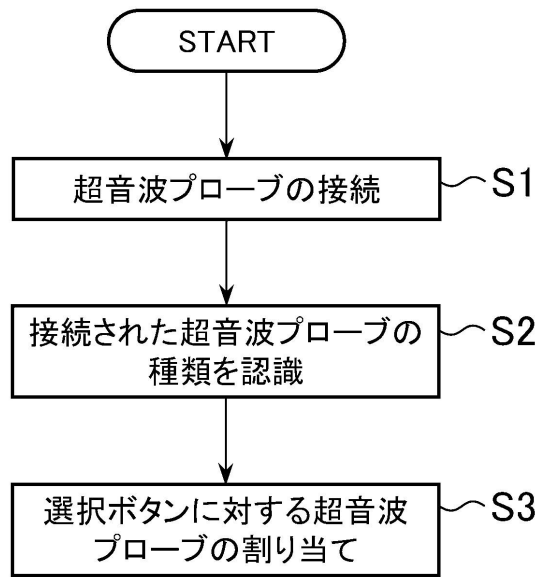 START
超音波プローブの接続
S1
接続された超音波プローブの
種類を認識
S2
選択ボタンに対する超音波
プローブの割り当て
S3